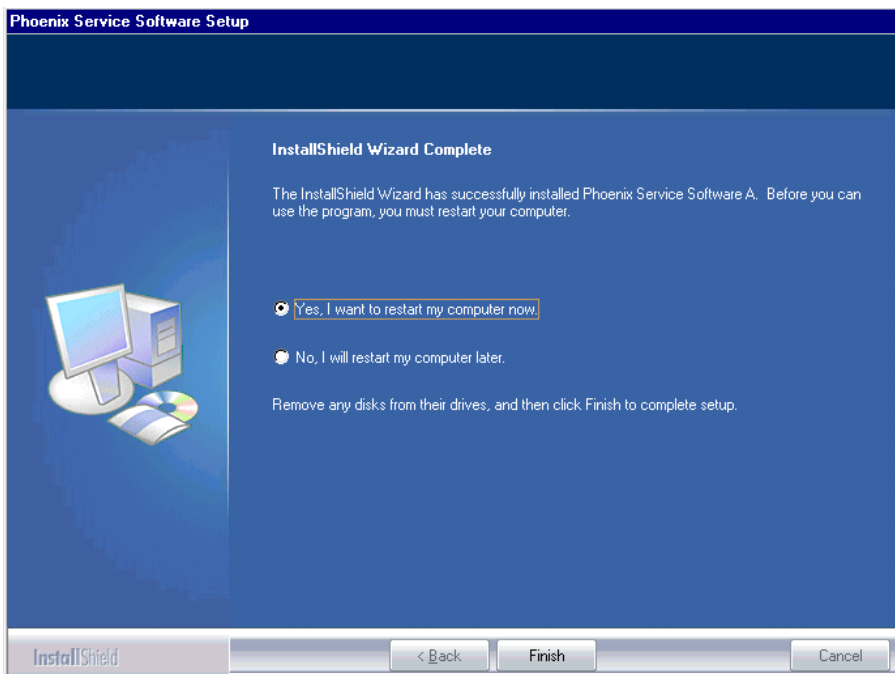 Phoenix Service Software Setup
InstallShield Wizard Complete
The InstallShield Wizard has successfully installed Phoenix Service Software A. Before you can
use the program, you must restart your computer.
Yes, I want to restart my computer now.
No, I will restart my computer later.
Remove any disks from their drives, and then click Finish to complete setup.
InstallShield
< Back
Finish
Cancel